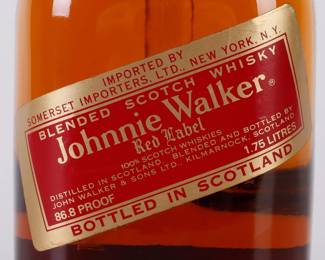 IMPORTED BY
SOMERSET IMPORTERS, LTD., NEW YORK, N.Y.
BLENDED SCOTCH WHISKY
Johnnie Walker®
Red Label
100% SCOTCH WHISKIES
DISTILLED IN SCOTLAND, BLENDED AND BOTTLED BY
JOHN WALKER & SONS LTD., KILMARNOCK, SCOTLAND
86.8 PROOF 1.75 LITRES
BOTTLED IN SCOTLAND